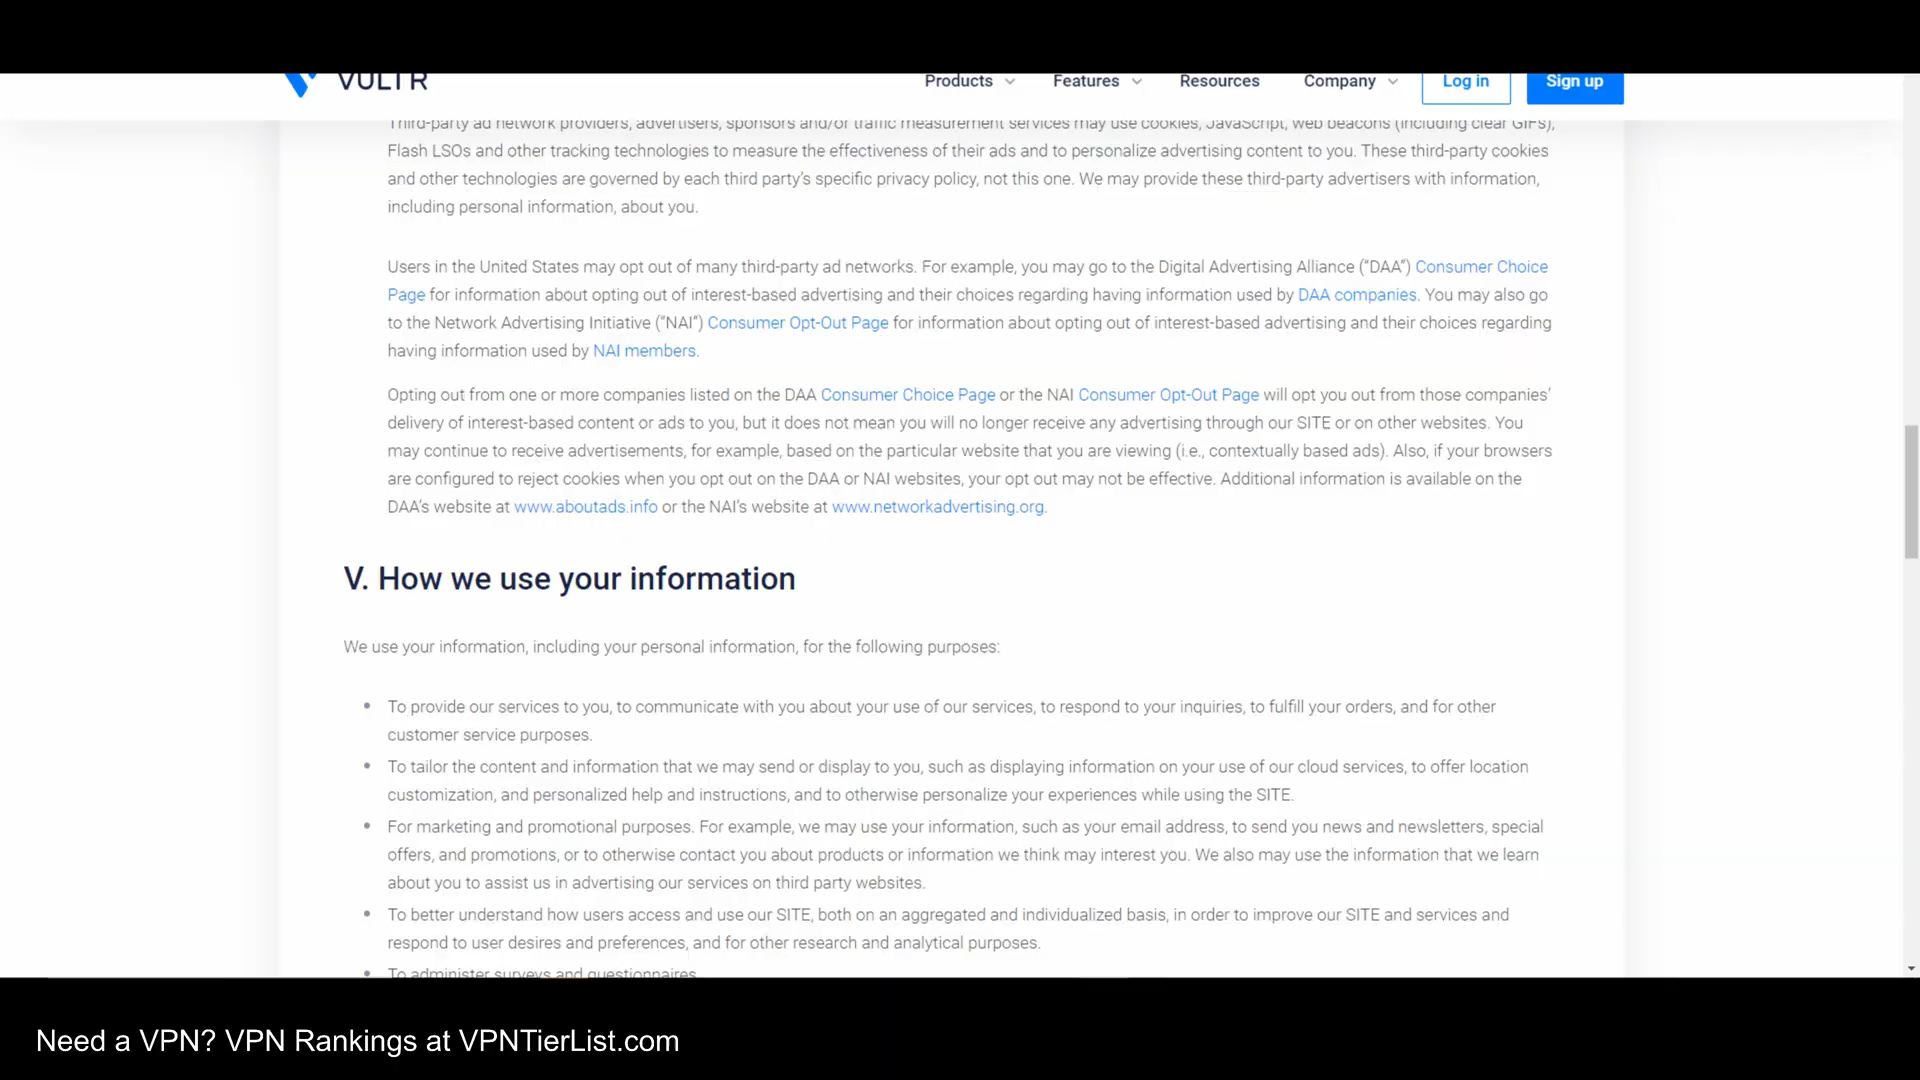 VULTR
Products
Features
Resources
Company
Log in
Sign up
Third-party ad network providers, advertisers, sponsors and/or traffic measurement services may use cookies, JavaScript, web beacons (including clear GIFs),
Flash LSOs and other tracking technologies to measure the effectiveness of their ads and to personalize advertising content to you. These third-party cookies
and other technologies are governed by each third party’s specific privacy policy, not this one. We may provide these third-party advertisers with information,
including personal information, about you.
Users in the United States may opt out of many third-party ad networks. For example, you may go to the Digital Advertising Alliance (“DAA”) Consumer Choice
Page for information about opting out of interest-based advertising and their choices regarding having information used by DAA companies. You may also go
to the Network Advertising Initiative (“NAI”) Consumer Opt-Out Page for information about opting out of interest-based advertising and their choices regarding
having information used by NAI members.
Opting out from one or more companies listed on the DAA Consumer Choice Page or the NAI Consumer Opt-Out Page will opt you out from those companies’
delivery of interest-based content or ads to you, but it does not mean you will no longer receive any advertising through our SITE or on other websites. You
may continue to receive advertisements, for example, based on the particular website that you are viewing (i.e., contextually based ads). Also, if your browsers
are configured to reject cookies when you opt out on the DAA or NAI websites, your opt out may not be effective. Additional information is available on the
DAA’s website at www.aboutads.info or the NAI’s website at www.networkadvertising.org.
V. How we use your information
We use your information, including your personal information, for the following purposes:
• To provide our services to you, to communicate with you about your use of our services, to respond to your inquiries, to fulfill your orders, and for other
customer service purposes.
• To tailor the content and information that we may send or display to you, such as displaying information on your use of our cloud services, to offer location
customization, and personalized help and instructions, and to otherwise personalize your experiences while using the SITE.
• For marketing and promotional purposes. For example, we may use your information, such as your email address, to send you news and newsletters, special
offers, and promotions, or to otherwise contact you about products or information we think may interest you. We also may use the information that we learn
about you to assist us in advertising our services on third party websites.
• To better understand how users access and use our SITE, both on an aggregated and individualized basis, in order to improve our SITE and services and
respond to user desires and preferences, and for other research and analytical purposes.
• To administer surveys and questionnaires
Need a VPN? VPN Rankings at VPNTierList.com